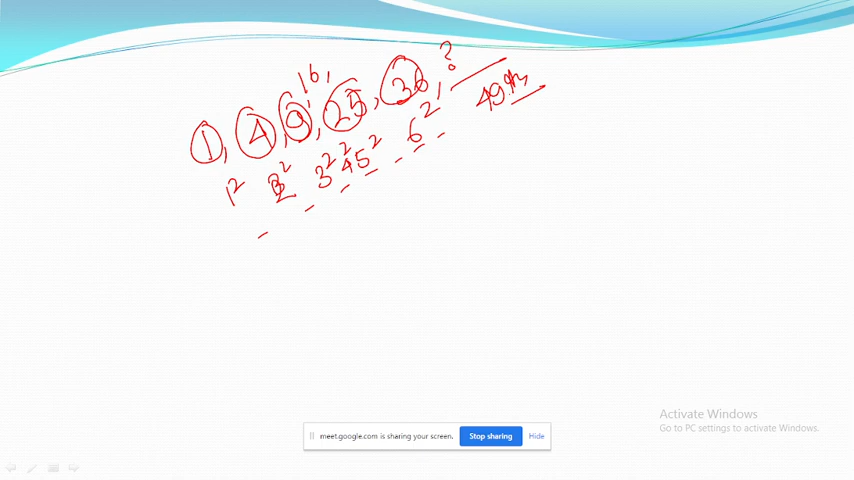 16,
1, 4, 9, 25, 36, ?
49
1² 2² 3² 4² 5² 6²
meet.google.com is sharing your screen. Stop sharing Hide
Activate Windows
Go to PC settings to activate Windows.